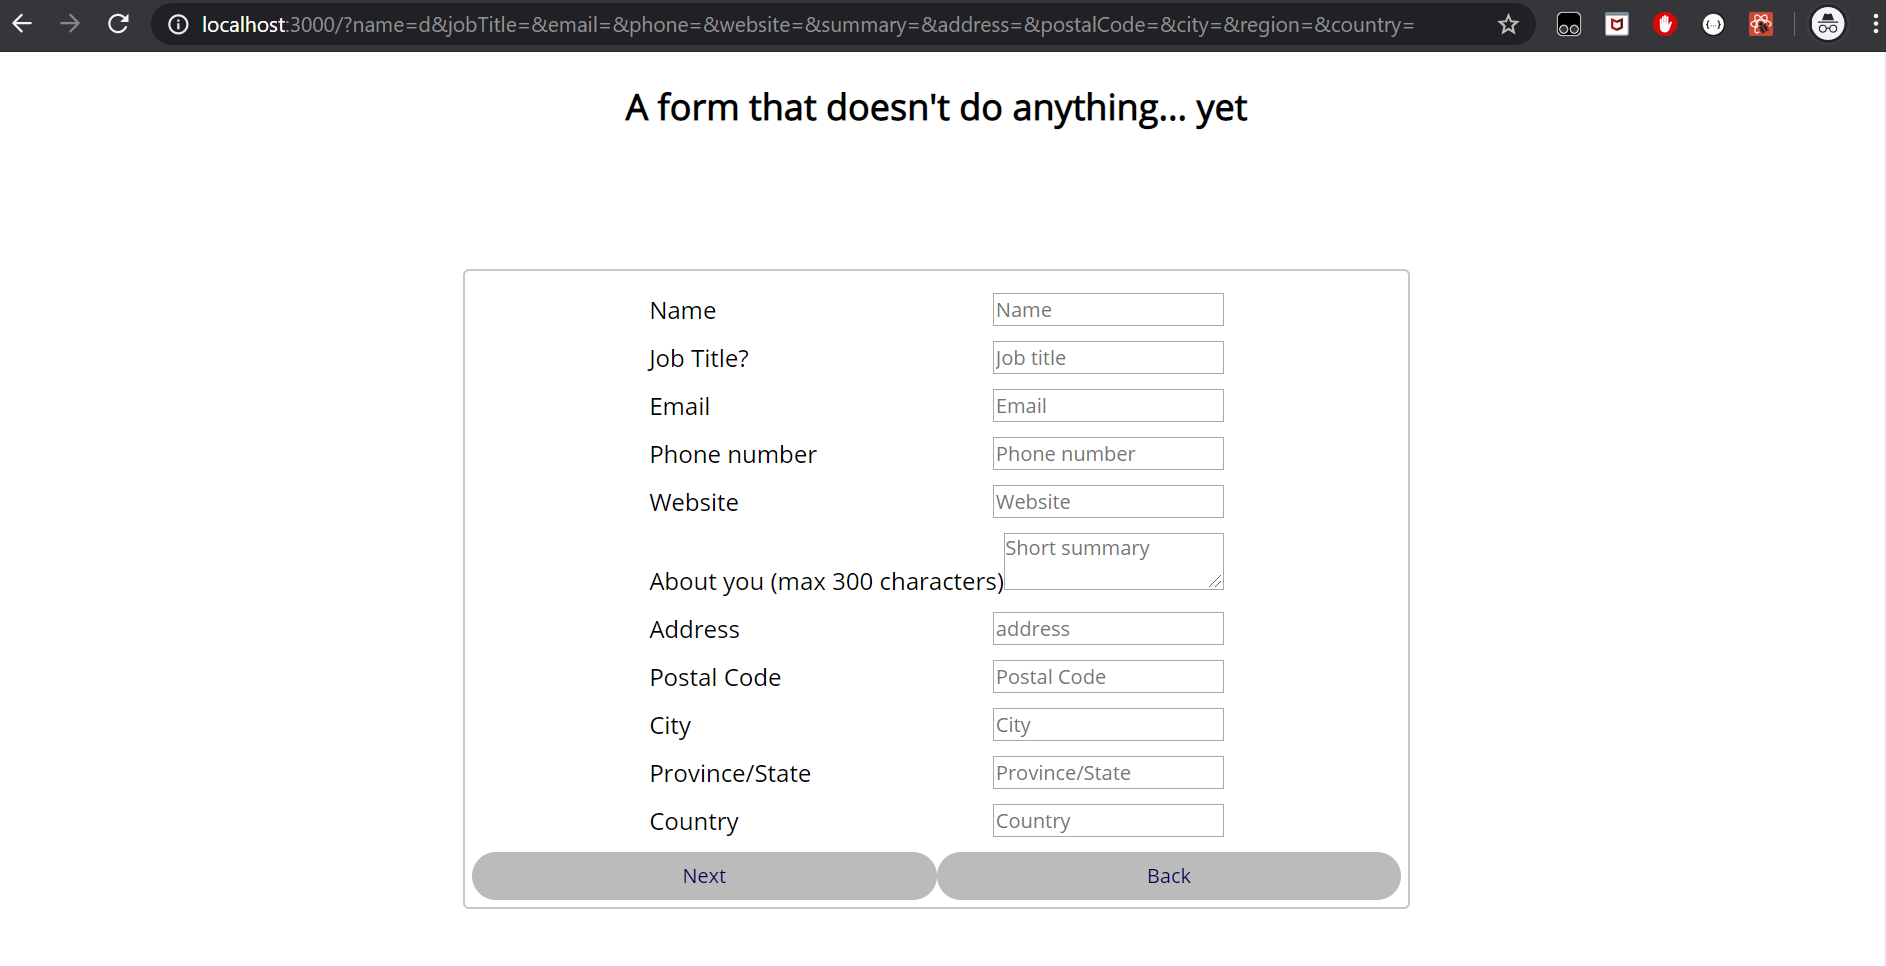 localhost:3000/?name=d&jobTitle=&email=&phone=&website=&summary=&address=&postalCode=&city=&region=&country=
A form that doesn't do anything... yet
Name Name
Job Title? Job title
Email Email
Phone number Phone number
Website Website
Short summary
About you (max 300 characters)
Address address
Postal Code Postal Code
City City
Province/State Province/State
Country Country
Next Back